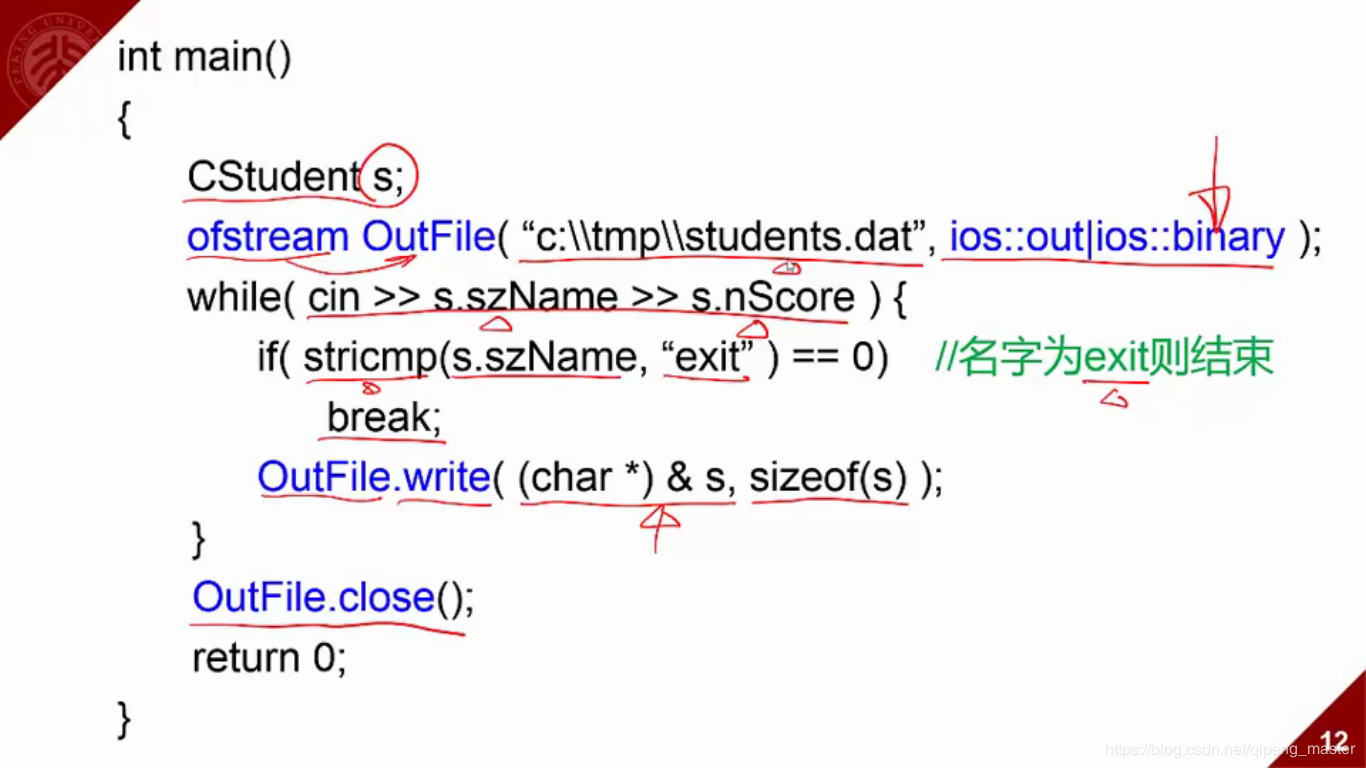 int main()
{
CStudent s;
ofstream OutFile( “c:\\tmp\\students.dat”, ios::out|ios::binary );
while( cin >> s.szName >> s.nScore ) {
if( stricmp(s.szName, “exit” ) == 0) //名字为exit则结束
break;
OutFile.write( (char *) & s, sizeof(s) );
}
OutFile.close();
return 0;
}
12
https://blog.csdn.net/qipang_master